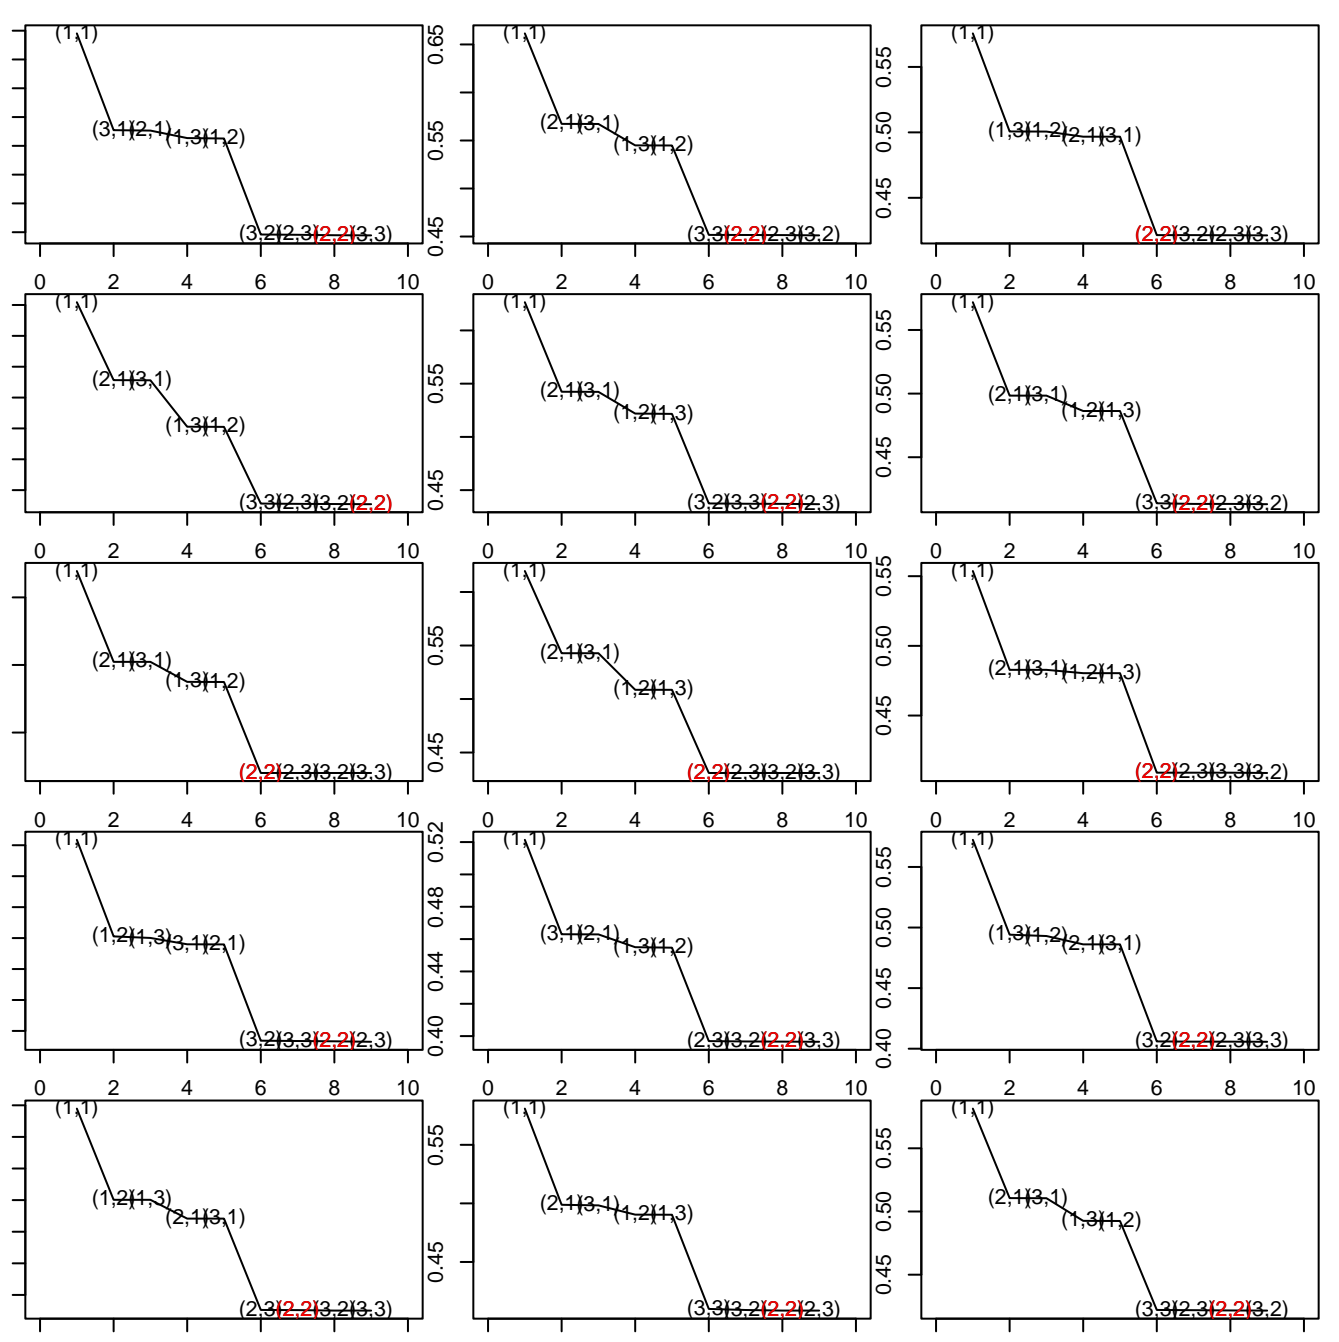 (1,1) (3,1) (2,1) (1,3) (1,2) (3,2) (2,3) (2,2) (3,3)
0.45 0.55 0.65
(1,1) (2,1) (3,1) (1,3) (1,2) (3,3) (2,2) (2,3) (3,2)
0.45 0.50 0.55
(1,1) (1,3) (1,2) (2,1) (3,1) (2,2) (3,2) (2,3) (3,3)
0 2 4 6 8 10
0 2 4 6 8 10
0 2 4 6 8 10
(1,1) (2,1) (3,1) (1,3) (1,2) (3,3) (2,3) (3,2) (2,2)
0.45 0.55
(1,1) (2,1) (3,1) (1,2) (1,3) (3,2) (3,3) (2,2) (2,3)
0.45 0.50 0.55
(1,1) (2,1) (3,1) (1,2) (1,3) (3,3) (2,2) (2,3) (3,2)
0 2 4 6 8 10
0 2 4 6 8 10
0 2 4 6 8 10
(1,1) (2,1) (3,1) (1,3) (1,2) (2,2) (2,3) (3,2) (3,3)
0.45 0.55
(1,1) (2,1) (3,1) (1,2) (1,3) (2,2) (2,3) (3,2) (3,3)
0.45 0.50 0.55
(1,1) (2,1) (3,1) (1,2) (1,3) (2,2) (2,3) (3,3) (3,2)
0 2 4 6 8 10
0 2 4 6 8 10
0 2 4 6 8 10
(1,1) (1,2) (1,3) (3,1) (2,1) (3,2) (3,3) (2,2) (2,3)
0.40 0.44 0.48 0.52
(1,1) (3,1) (2,1) (1,3) (1,2) (2,3) (3,2) (2,2) (3,3)
0.40 0.45 0.50 0.55
(1,1) (1,3) (1,2) (2,1) (3,1) (3,2) (2,2) (2,3) (3,3)
0 2 4 6 8 10
0 2 4 6 8 10
0 2 4 6 8 10
(1,1) (1,2) (1,3) (2,1) (3,1) (2,3) (2,2) (3,2) (3,3)
0.45 0.55
(1,1) (2,1) (3,1) (1,2) (1,3) (3,3) (3,2) (2,2) (2,3)
0.45 0.50 0.55
(1,1) (2,1) (3,1) (1,3) (1,2) (3,3) (2,3) (2,2) (3,2)